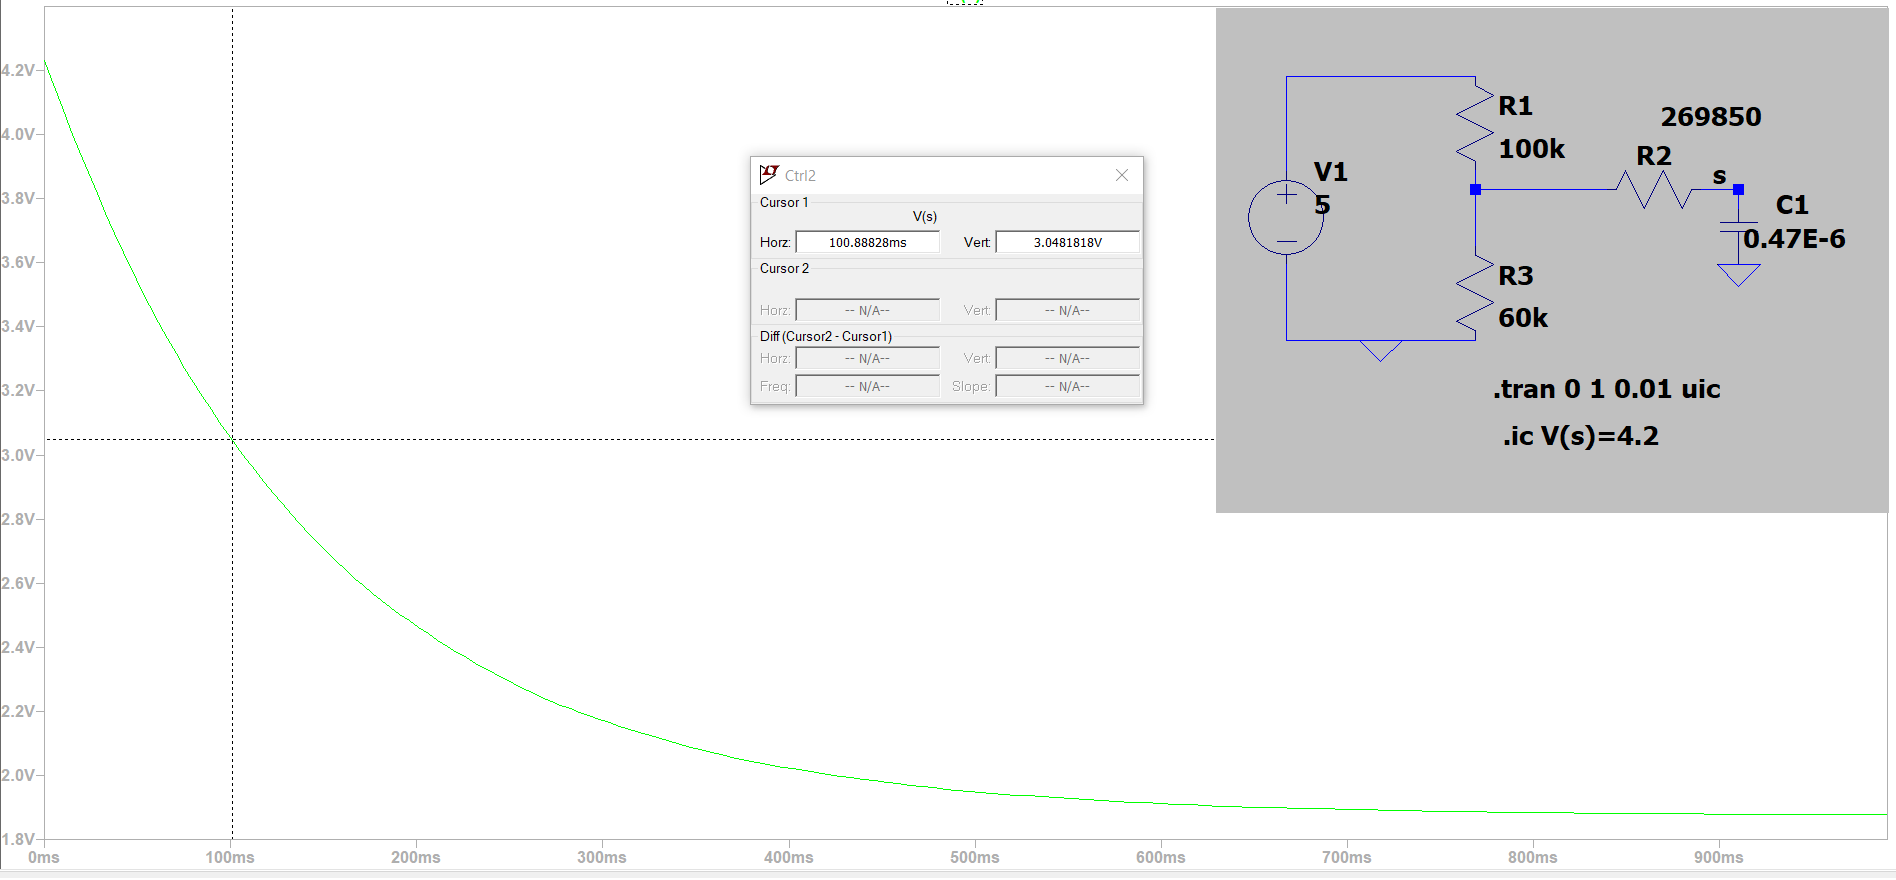 4.2V
4.0V
3.8V
3.6V
3.4V
3.2V
3.0V
2.8V
2.6V
2.4V
2.2V
2.0V
1.8V
0ms 100ms 200ms 300ms 400ms 500ms 600ms 700ms 800ms 900ms
Ctrl2
Cursor 1
V(s)
Horz: 100.88828ms Vert: 3.0481818V
Cursor 2
Horz: -- N/A-- Vert: -- N/A--
Diff (Cursor2 - Cursor1)
Horz: -- N/A-- Vert: -- N/A--
Freq: -- N/A-- Slope: -- N/A--
R1
100k
269850
R2
s
V1
5
C1
0.47E-6
R3
60k
.tran 0 1 0.01 uic
.ic V(s)=4.2